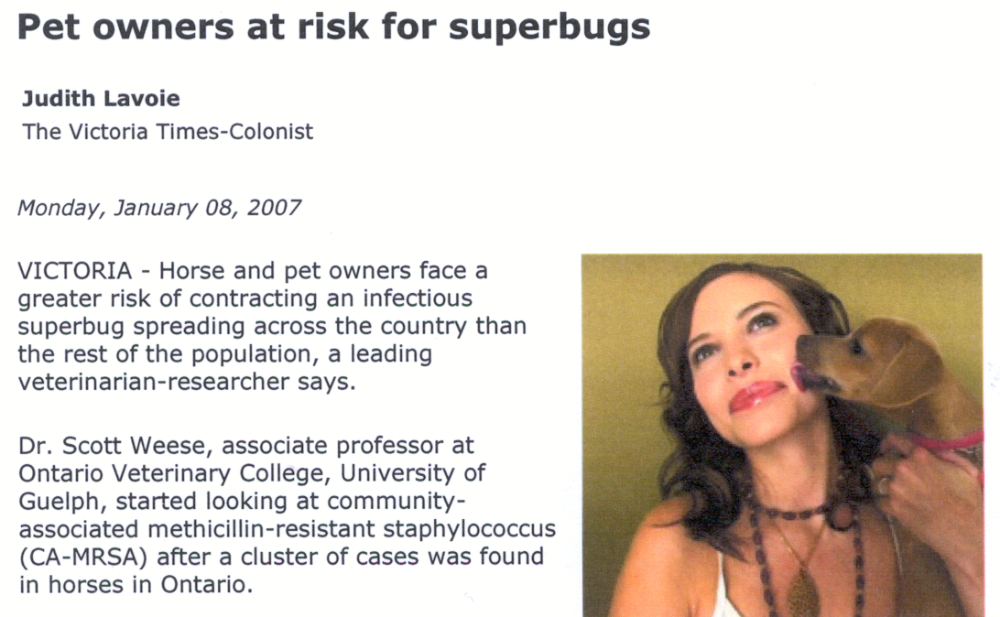 Pet owners at risk for superbugs
Judith Lavoie
The Victoria Times-Colonist
Monday, January 08, 2007
VICTORIA - Horse and pet owners face a
greater risk of contracting an infectious
superbug spreading across the country than
the rest of the population, a leading
veterinarian-researcher says.
Dr. Scott Weese, associate professor at
Ontario Veterinary College, University of
Guelph, started looking at community-
associated methicillin-resistant staphylococcus
(CA-MRSA) after a cluster of cases was found
in horses in Ontario.